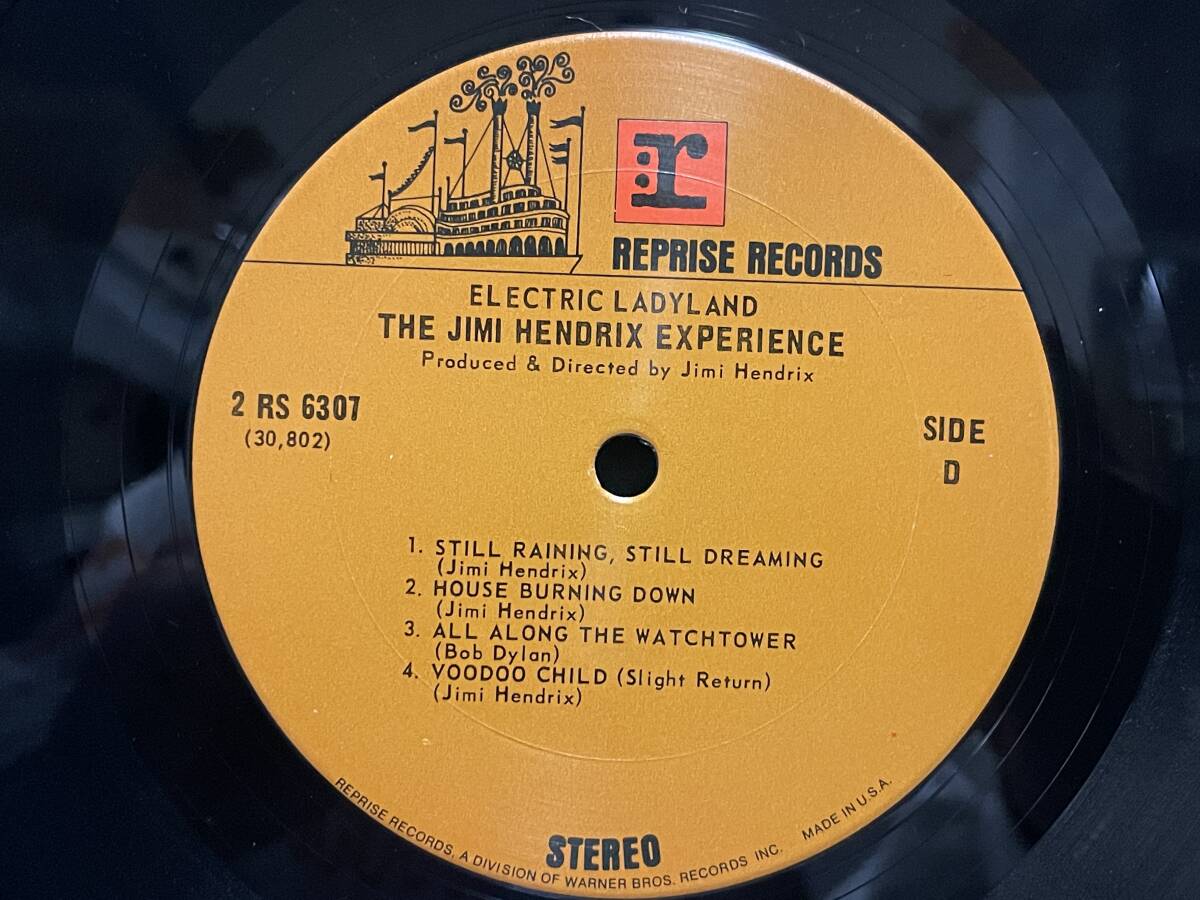 :r
REPRISE RECORDS
ELECTRIC LADYLAND
THE JIMI HENDRIX EXPERIENCE
Produced & Directed by Jimi Hendrix
2 RS 6307
(30,802)
SIDE
D
1. STILL RAINING, STILL DREAMING
(Jimi Hendrix)
2. HOUSE BURNING DOWN
(Jimi Hendrix)
3. ALL ALONG THE WATCHTOWER
(Bob Dylan)
4. VOODOO CHILD (Slight Return)
(Jimi Hendrix)
STEREO
REPRISE RECORDS, A DIVISION OF WARNER BROS. RECORDS INC. MADE IN U.S.A.